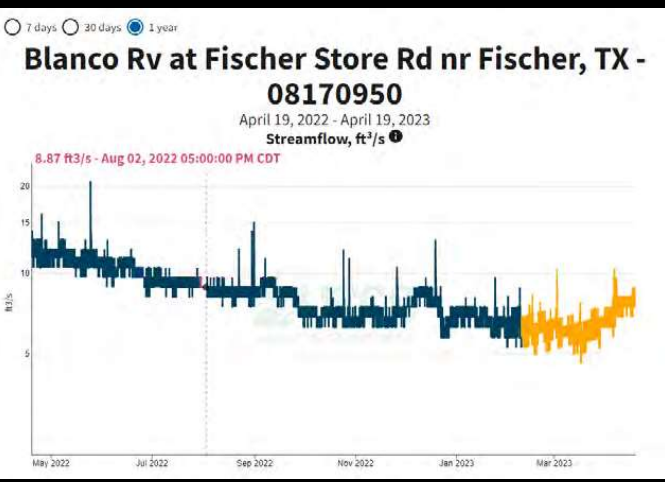 7 days 30 days 1 year
Blanco Rv at Fischer Store Rd nr Fischer, TX -
08170950
April 19, 2022 - April 19, 2023
Streamflow, ft³/s
8.87 ft3/s - Aug 02, 2022 05:00:00 PM CDT
20
15
10
ft3/s
5
May 2022 Jul 2022 Sep 2022 Nov 2022 Jan 2023 Mar 2023